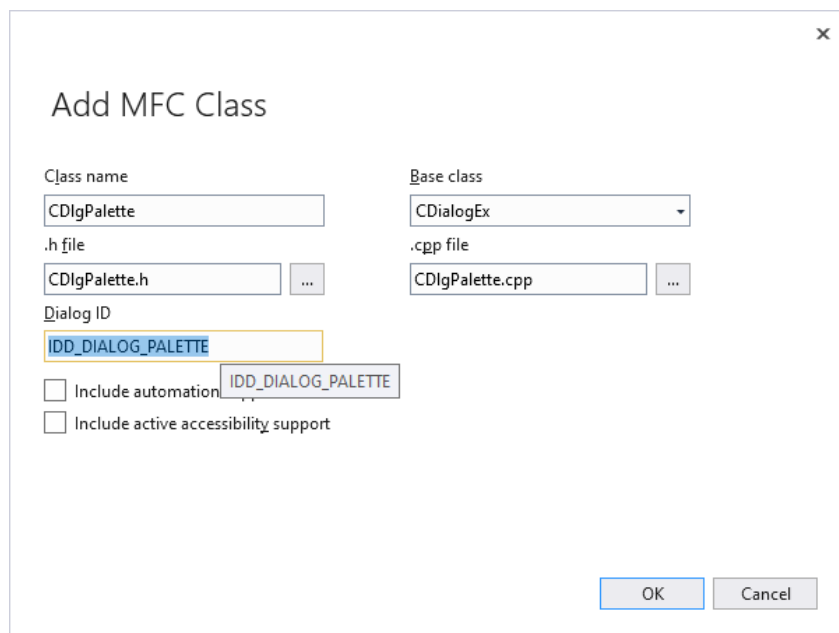 Add MFC Class
Class name
Base class
CDlgPalette
CDialogEx
.h file
.cpp file
CDlgPalette.h
...
CDlgPalette.cpp
...
Dialog ID
IDD_DIALOG_PALETTE
IDD_DIALOG_PALETTE
Include automation
Include active accessibility support
OK
Cancel